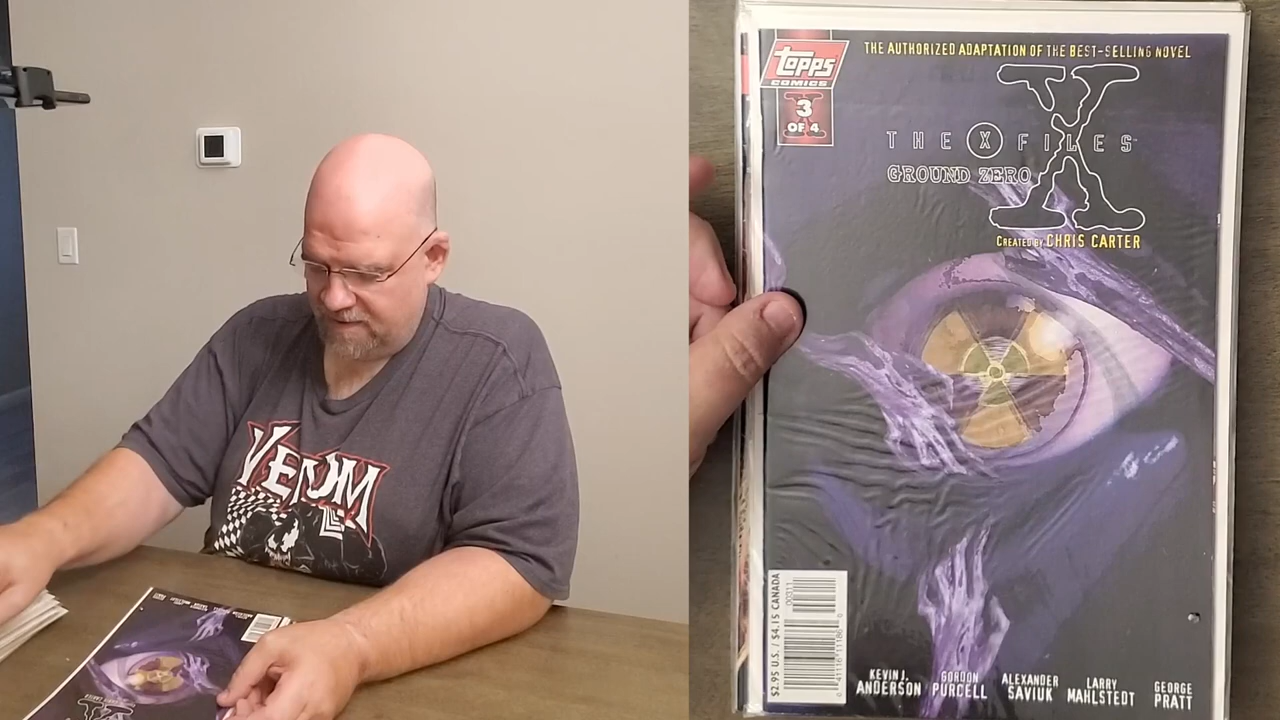 VENOM
THE AUTHORIZED ADAPTATION OF THE BEST-SELLING NOVEL
topps
COMICS
3
OF 4
THE X FILES
GROUND ZERO
X
CREATED BY CHRIS CARTER
$2.95 U.S. / $4.15 CANADA
00311
KEVIN J.
ANDERSON
GORDON
PURCELL
ALEXANDER
SAVIUK
LARRY
MAHLSTEDT
GEORGE
PRATT